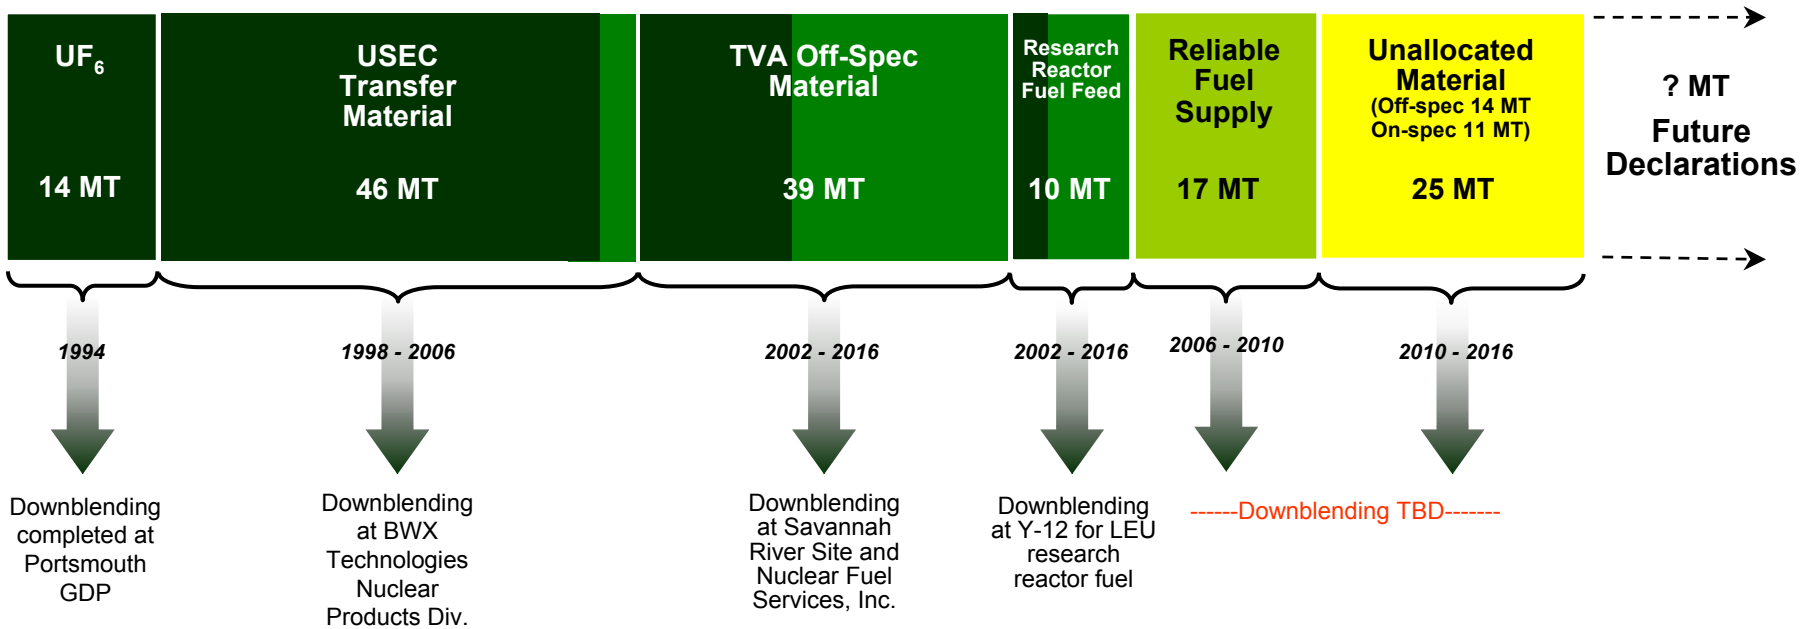 UF6
14 MT
USEC
Transfer
Material
46 MT
TVA Off-Spec
Material
39 MT
Research
Reactor
Fuel Feed
10 MT
Reliable
Fuel
Supply
17 MT
Unallocated
Material
(Off-spec 14 MT
On-spec 11 MT)
25 MT
? MT
Future
Declarations
1994
1998 - 2006
2002 - 2016
2002 - 2016
2006 - 2010
2010 - 2016
Downblending
completed at
Portsmouth
GDP
Downblending
at BWX
Technologies
Nuclear
Products Div.
Downblending
at Savannah
River Site and
Nuclear Fuel
Services, Inc.
Downblending
at Y-12 for LEU
research
reactor fuel
------Downblending TBD-------